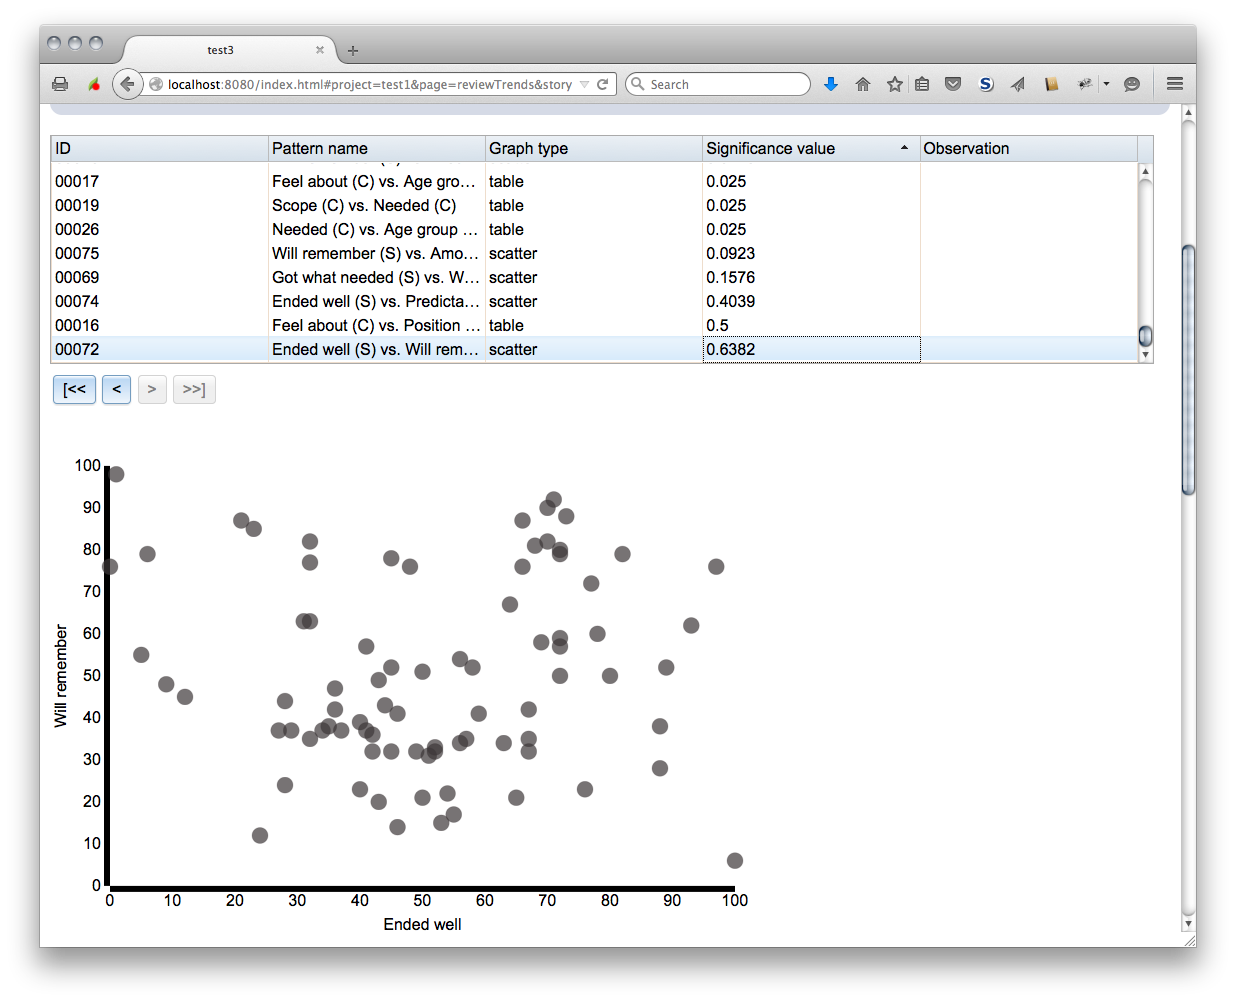 test3
localhost:8080/index.html#project=test1&page=reviewTrends&story
Search
ID Pattern name Graph type Significance value Observation
00017 Feel about (C) vs. Age gro... table 0.025
00019 Scope (C) vs. Needed (C) table 0.025
00026 Needed (C) vs. Age group ... table 0.025
00075 Will remember (S) vs. Amo... scatter 0.0923
00069 Got what needed (S) vs. W... scatter 0.1576
00074 Ended well (S) vs. Predicta... scatter 0.4039
00016 Feel about (C) vs. Position ... table 0.5
00072 Ended well (S) vs. Will rem... scatter 0.6382
[<< < > >>]
100
90
80
70
60
50
40
30
20
10
0
Will remember
0 10 20 30 40 50 60 70 80 90 100
Ended well